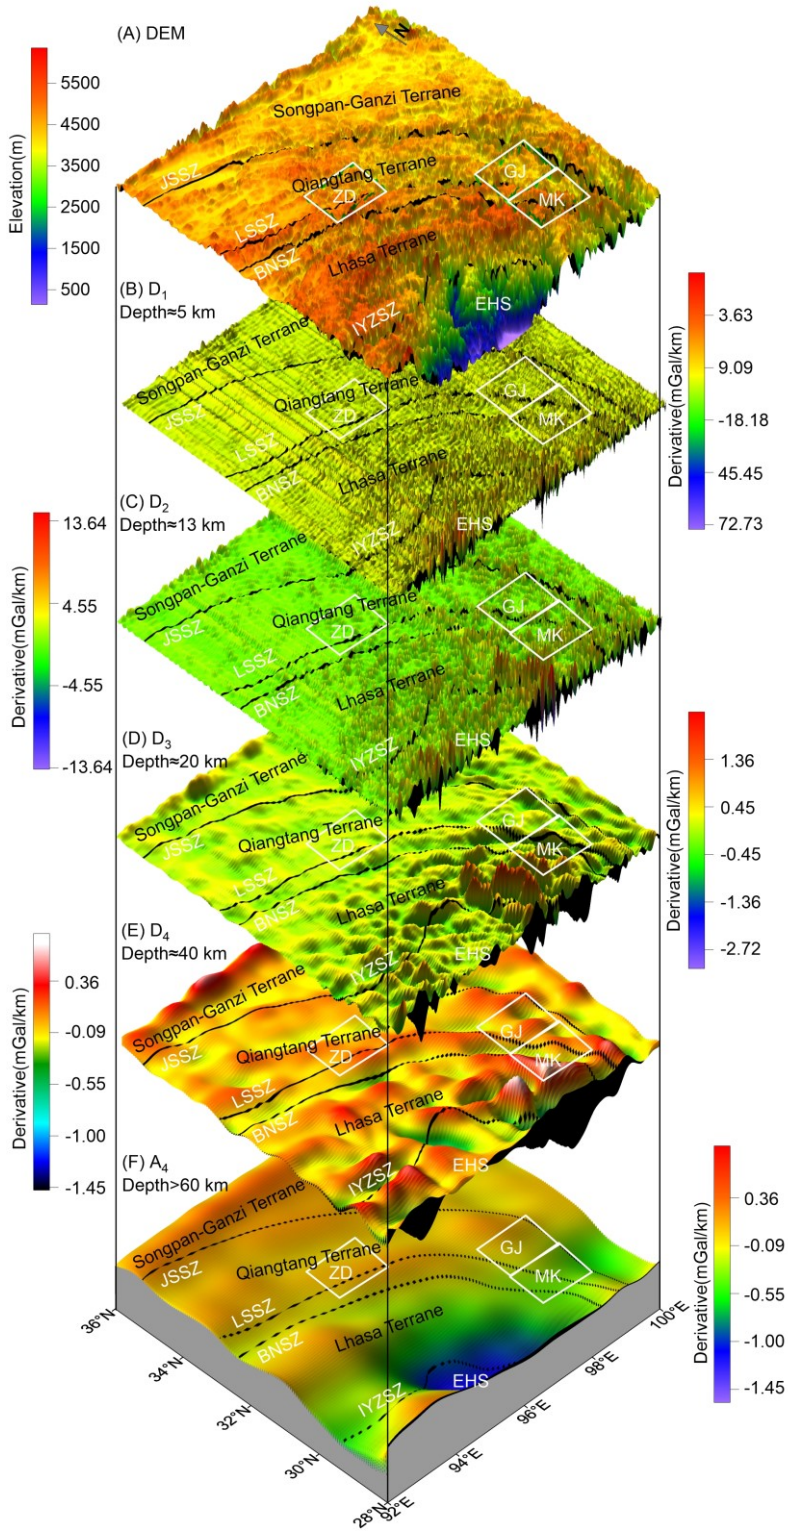 (A) DEM
N
Elevation(m)
5500
4500
3500
2500
1500
500
Songpan-Ganzi Terrane
JSSZ
Qiangtang Terrane
ZD
GJ
MK
LSSZ
BNSZ
Lhasa Terrane
IYZSZ
EHS
(B) D1
Depth≈5 km
Songpan-Ganzi Terrane
JSSZ
Qiangtang Terrane
ZD
GJ
MK
LSSZ
BNSZ
Lhasa Terrane
IYZSZ
EHS
Derivative(mGal/km)
3.63
9.09
-18.18
45.45
-72.73
(C) D2
Depth≈13 km
Derivative(mGal/km)
13.64
4.55
-4.55
-13.64
Songpan-Ganzi Terrane
JSSZ
Qiangtang Terrane
ZD
GJ
MK
LSSZ
BNSZ
Lhasa Terrane
IYZSZ
EHS
(D) D3
Depth≈20 km
Songpan-Ganzi Terrane
JSSZ
Qiangtang Terrane
ZD
GJ
MK
LSSZ
BNSZ
Lhasa Terrane
IYZSZ
EHS
Derivative(mGal/km)
1.36
0.45
-0.45
-1.36
-2.72
(E) D4
Depth≈40 km
Derivative(mGal/km)
0.36
-0.09
-0.55
-1.00
-1.45
Songpan-Ganzi Terrane
JSSZ
Qiangtang Terrane
ZD
GJ
MK
LSSZ
BNSZ
Lhasa Terrane
IYZSZ
EHS
(F) A4
Depth>60 km
Songpan-Ganzi Terrane
JSSZ
Qiangtang Terrane
ZD
GJ
MK
LSSZ
BNSZ
Lhasa Terrane
IYZSZ
EHS
Derivative(mGal/km)
0.36
-0.09
-0.55
-1.00
-1.45
36°N
34°N
32°N
30°N
28°N
92°E
94°E
96°E
98°E
100°E